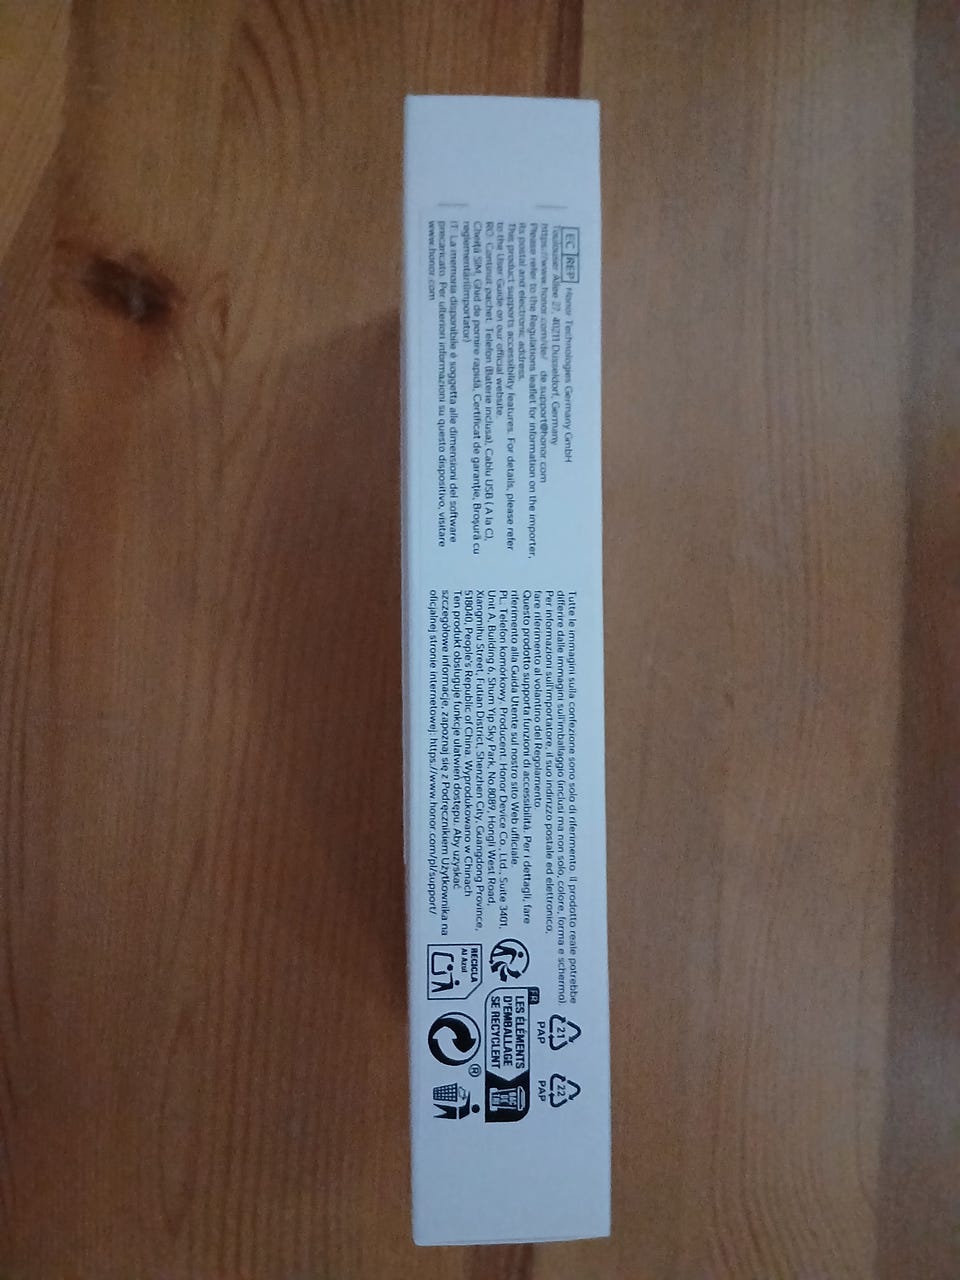 EC REP Honor Technologies Germany GmbH
Toulouser Allee 27, 40211 Düsseldorf, Germany
https://www.honor.com/de/ de.support@honor.com
Please refer to the Regulations leaflet for information on the importer,
its postal and electronic address.
This product supports accessibility features. For details, please refer
to the User Guide on our official website.
RO: Conținut pachet: Telefon (Baterie inclusa), Cablu USB ( A la C),
Cheiță SIM, Ghid de pornire rapidă, Certificat de garanție, Broșură cu
reglementări(importator)
IT: La memoria disponibile è soggetta alle dimensioni del software
precaricato. Per ulteriori informazioni su questo dispositivo, visitare
www.honor.com
Tutte le immagini sulla confezione sono solo di riferimento. Il prodotto reale potrebbe
differire dalle immagini sull'imballaggio (inclusi ma non solo, colore, forma e schermo).
Per informazioni sull'importatore, il suo indirizzo postale ed elettronico,
fare riferimento al volantino del Regolamento.
Questo prodotto supporta funzioni di accessibilità. Per i dettagli, fare
riferimento alla Guida Utente sul nostro sito Web ufficiale.
PL: Telefon komórkowy. Producent: Honor Device Co., Ltd., Suite 3401,
Unit A, Building 6, Shum Yip Sky Park, No.8089, Hongli West Road,
Xiangmihu Street, Futian District, Shenzhen City, Guangdong Province,
518040, People's Republic of China. Wyprodukowano w Chinach
Ten produkt obsługuje funkcje ułatwień dostępu. Aby uzyskać
szczegółowe informacje, zapoznaj się z Podręcznikiem Użytkownika na
oficjalnej stronie internetowej: https://www.honor.com/pl/support/
21
PAP
22
PAP
FR
LES ÉLÉMENTS
D'EMBALLAGE
SE RECYCLENT
BAC
DE
TRI
RECICLA
Al Azul
®